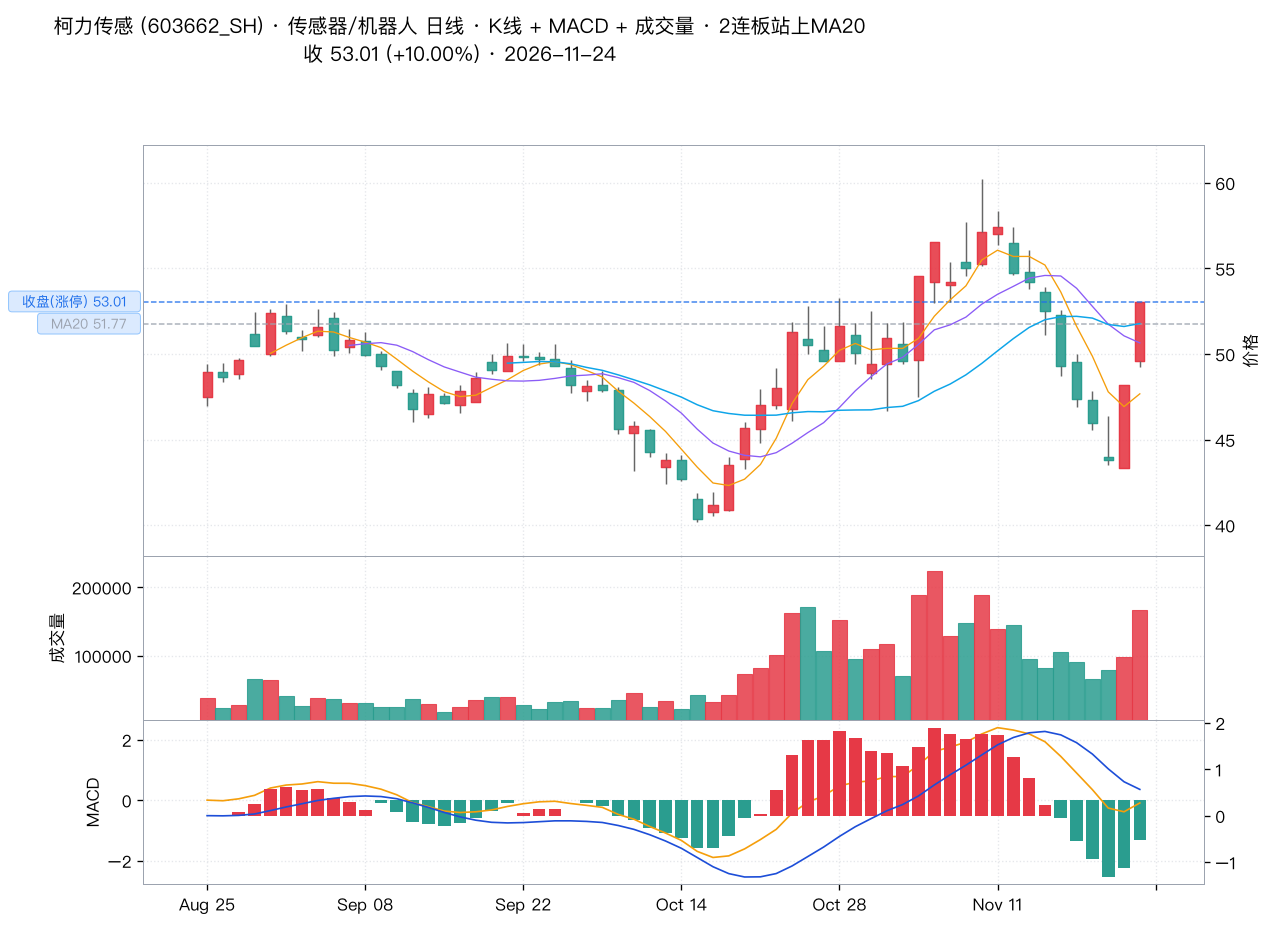 柯力传感 (603662_SH) · 传感器/机器人 日线 · K线 + MACD + 成交量 · 2连板站上MA20
收 53.01 (+10.00%) · 2026−11−24
60
55
收盘(涨停) 53.01
MA20 51.77
50
价格
45
40
200000
成交量
100000
2
2
1
MACD
0
0
−1
−2
Aug 25
Sep 08
Sep 22
Oct 14
Oct 28
Nov 11